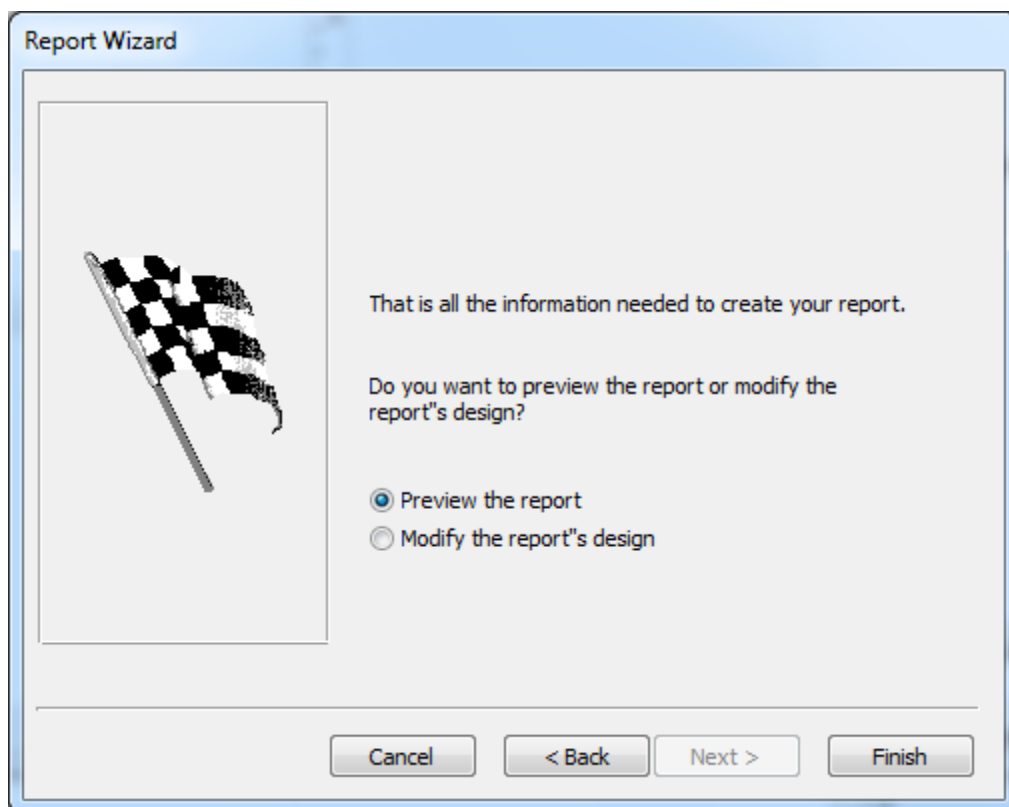 Report Wizard
That is all the information needed to create your report.
Do you want to preview the report or modify the
report"s design?
Preview the report
Modify the report"s design
Cancel
< Back
Next >
Finish